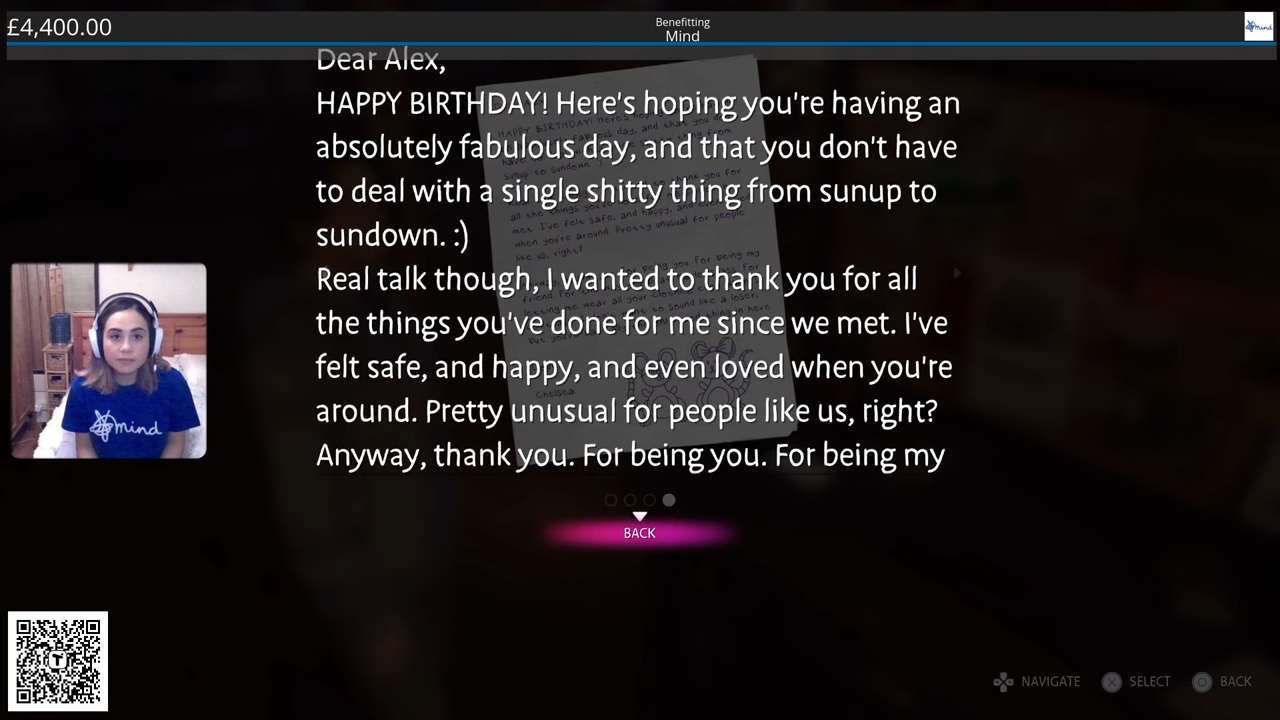 £4,400.00
Benefitting
Mind
mind
Dear Alex,
HAPPY BIRTHDAY! Here's hoping you're having an
absolutely fabulous day, and that you don't have
to deal with a single shitty thing from sunup to
sundown. :)
Real talk though, I wanted to thank you for all
the things you've done for me since we met. I've
felt safe, and happy, and even loved when you're
around. Pretty unusual for people like us, right?
Anyway, thank you. For being you. For being my
Chelsea
mind
BACK
NAVIGATE
SELECT
BACK